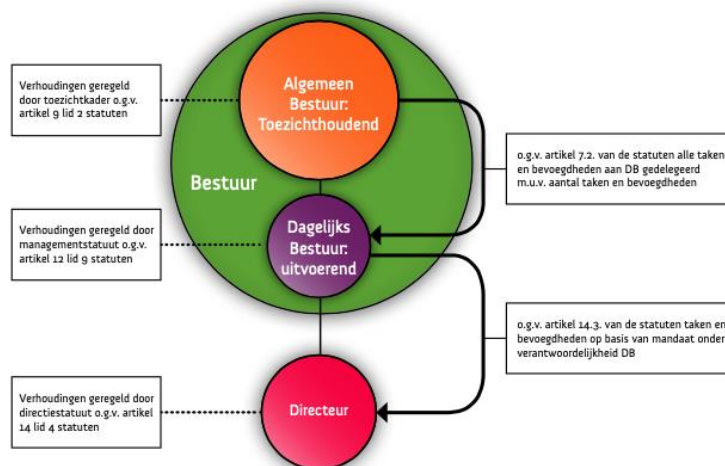 Verhoudingen geregeld
door toezichtkader o.g.v.
artikel 9 lid 2 statuten
Algemeen
Bestuur:
Toezichthoudend
o.g.v. artikel 7.2. van de statuten alle taken
en bevoegdheden aan DB gedelegeerd
m.u.v. aantal taken en bevoegdheden
Bestuur
Verhoudingen geregeld door
managementstatuut o.g.v.
artikel 12 lid 9 statuten
Dagelijks
Bestuur:
uitvoerend
o.g.v. artikel 14.3. van de statuten taken en
bevoegdheden op basis van mandaat onder
verantwoordelijkheid DB
Verhoudingen geregeld door
directiestatuut o.g.v. artikel
14 lid 4 statuten
Directeur